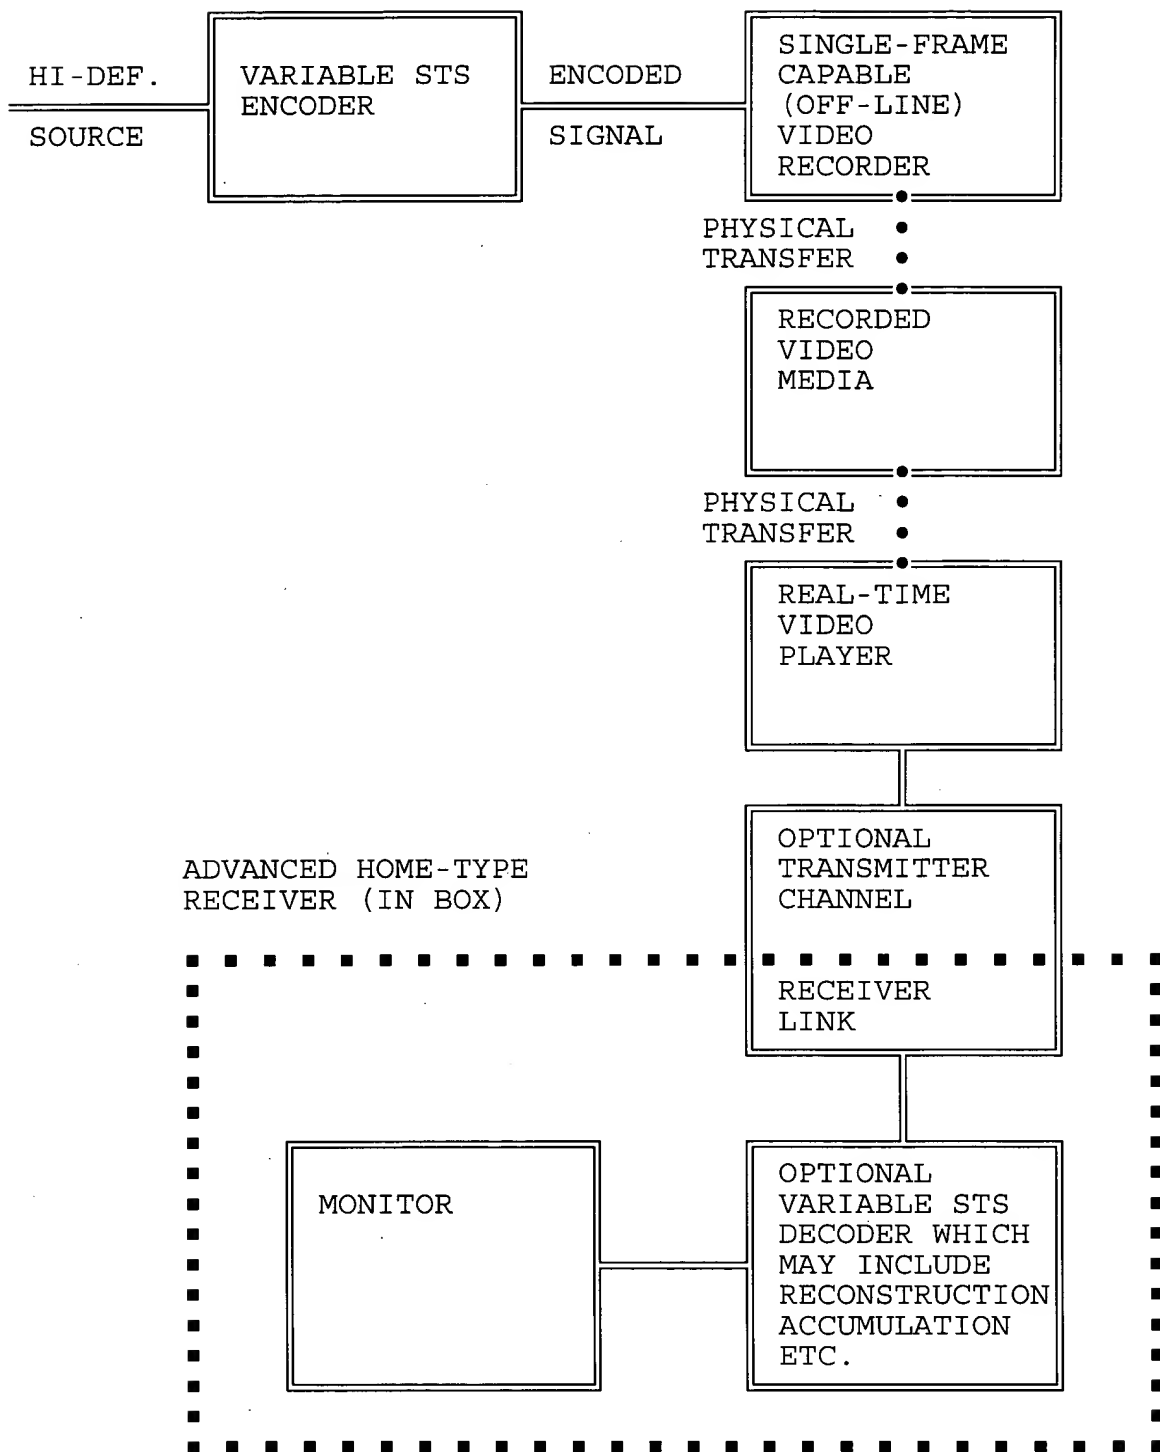 HI-DEF.
SOURCE
VARIABLE STS
ENCODER
ENCODED
SIGNAL
SINGLE-FRAME
CAPABLE
(OFF-LINE)
VIDEO
RECORDER
PHYSICAL
TRANSFER
RECORDED
VIDEO
MEDIA
PHYSICAL
TRANSFER
REAL-TIME
VIDEO
PLAYER
OPTIONAL
TRANSMITTER
CHANNEL
ADVANCED HOME-TYPE
RECEIVER (IN BOX)
RECEIVER
LINK
MONITOR
OPTIONAL
VARIABLE STS
DECODER WHICH
MAY INCLUDE
RECONSTRUCTION
ACCUMULATION
ETC.